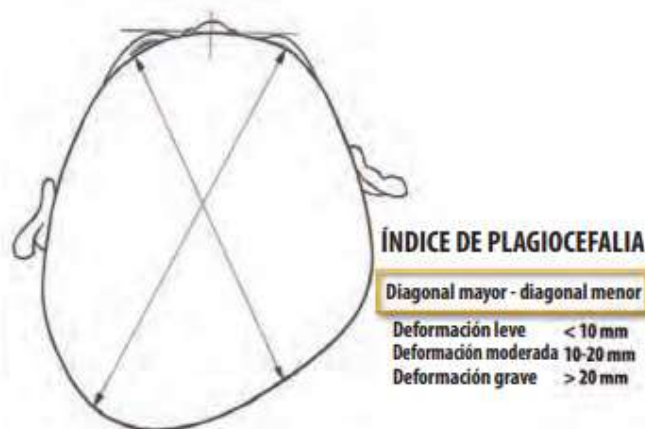 ÍNDICE DE PLAGIOCEFALIA
Diagonal mayor - diagonal menor
Deformación leve < 10 mm
Deformación moderada 10-20 mm
Deformación grave > 20 mm